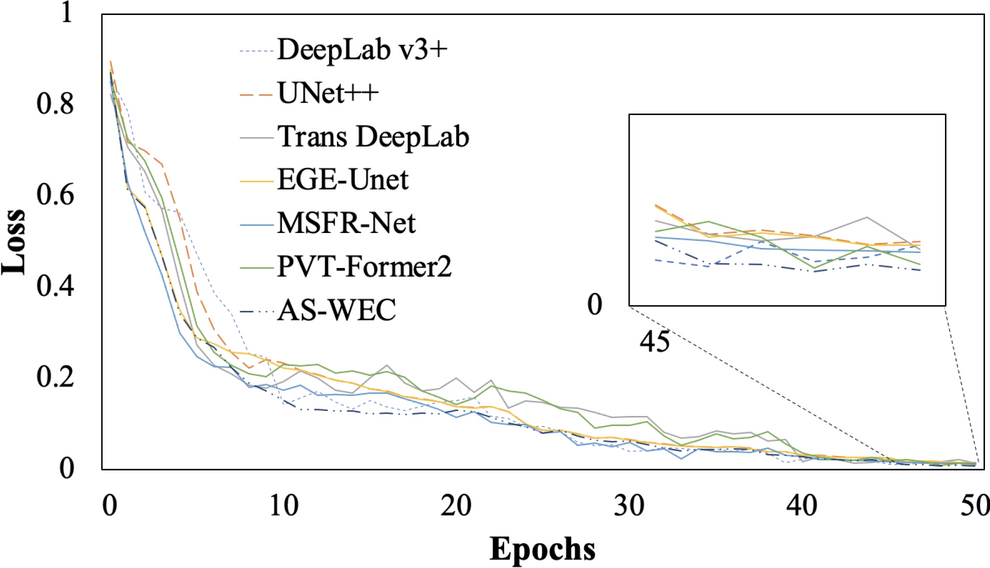 1
0.8
0.6
0.4
0.2
0
Loss
DeepLab v3+
UNet++
Trans DeepLab
EGE-Unet
MSFR-Net
PVT-Former2
AS-WEC
0
45
0
10
20
30
40
50
Epochs